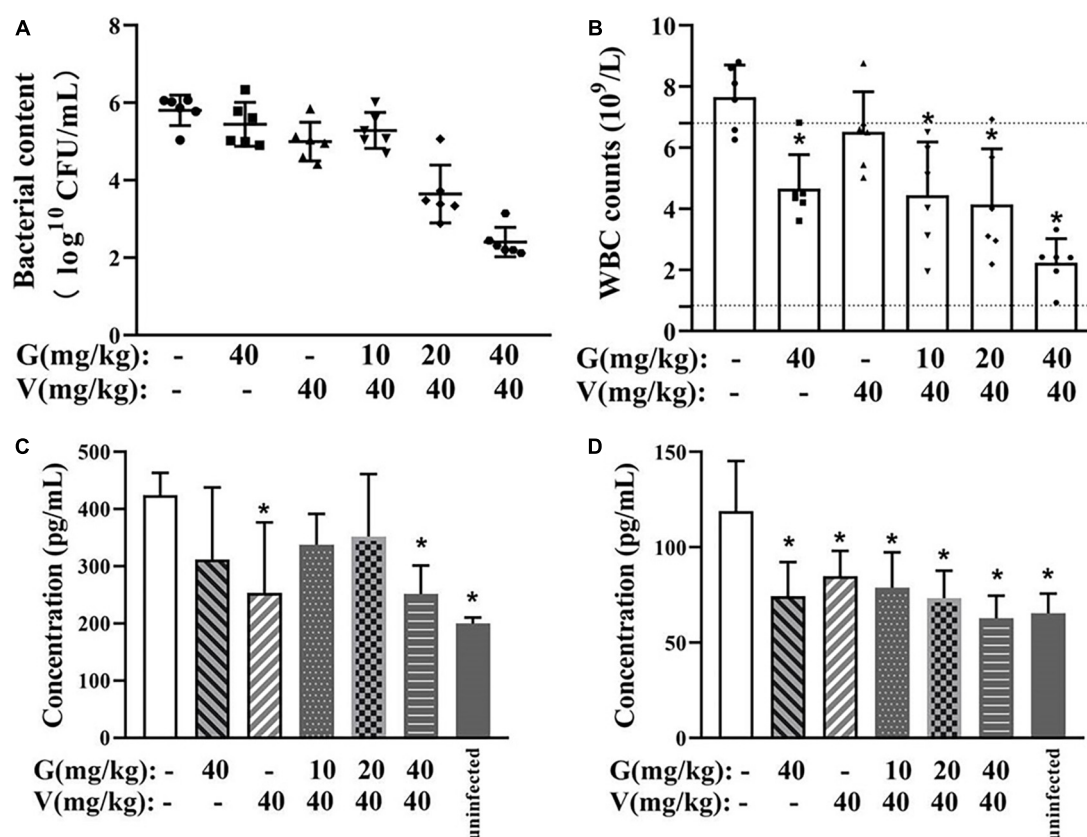 A
Bacterial content
( log10 CFU/mL)
8
6
4
2
0
G(mg/kg): - 40 - 10 20 40
V(mg/kg): - - 40 40 40 40
B
WBC counts (10^9/L)
10
8
6
4
2
0
* * * *
G(mg/kg): - 40 - 10 20 40
V(mg/kg): - - 40 40 40 40
C
Concentration (pg/mL)
500
400
300
200
100
0
* * *
G(mg/kg): - 40 - 10 20 40
V(mg/kg): - - 40 40 40 40
uninfected
D
Concentration (pg/mL)
150
100
50
0
* * * * * *
G(mg/kg): - 40 - 10 20 40
V(mg/kg): - - 40 40 40 40
uninfected